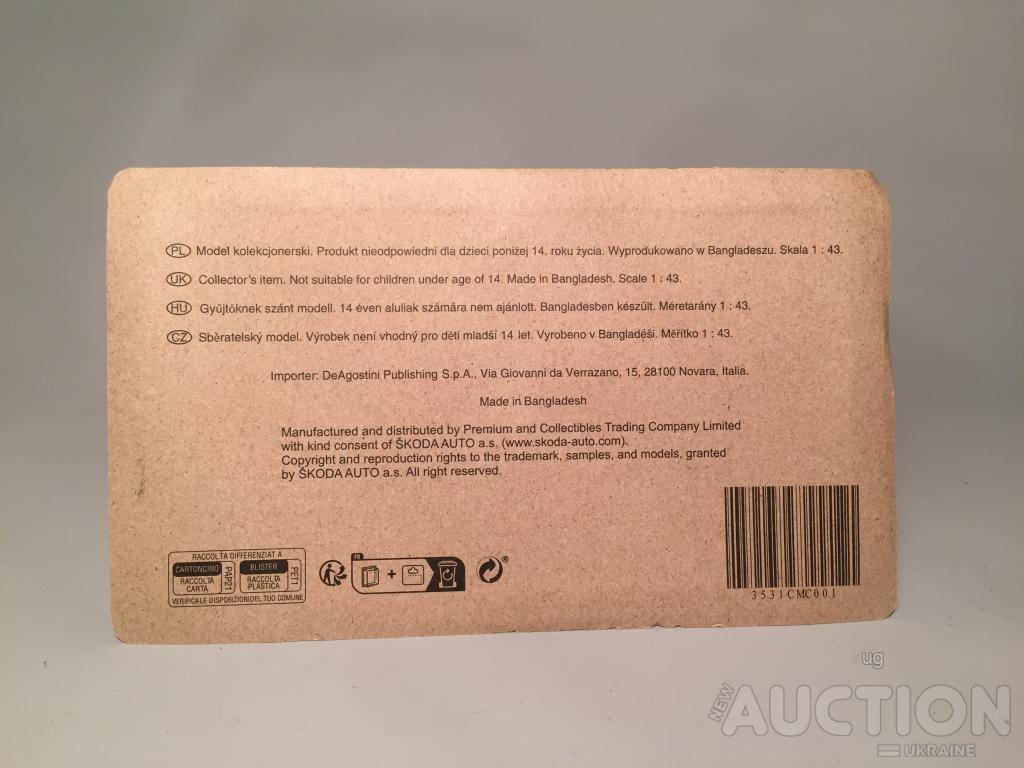 PL Model kolekcjonerski. Produkt nieodpowiedni dla dzieci poniżej 14. roku życia. Wyprodukowano w Bangladeszu. Skala 1 : 43.
UK Collector's item. Not suitable for children under age of 14. Made in Bangladesh. Scale 1 : 43.
HU Gyűjtőknek szánt modell. 14 éven aluliak számára nem ajánlott. Bangladesben készült. Méretarány 1 : 43.
CZ Sběratelský model. Výrobek není vhodný pro děti mladší 14 let. Vyrobeno v Bangladéši. Měřítko 1 : 43.
Importer: DeAgostini Publishing S.p.A., Via Giovanni da Verrazano, 15, 28100 Novara, Italia.
Made in Bangladesh
Manufactured and distributed by Premium and Collectibles Trading Company Limited
with kind consent of ŠKODA AUTO a.s. (www.skoda-auto.com).
Copyright and reproduction rights to the trademark, samples, and models, granted
by ŠKODA AUTO a.s. All right reserved.
RACCOLTA DIFFERENZIATA
CARTONCINO
RACCOLTA
CARTA
PAP21
BLISTER
RACCOLTA
PLASTICA
PET1
VERIFICALE DISPOSIZIONI DEL TUO COMUNE
FR
+
®
3531CMC001
ug
NEW AUCTION
UKRAINE